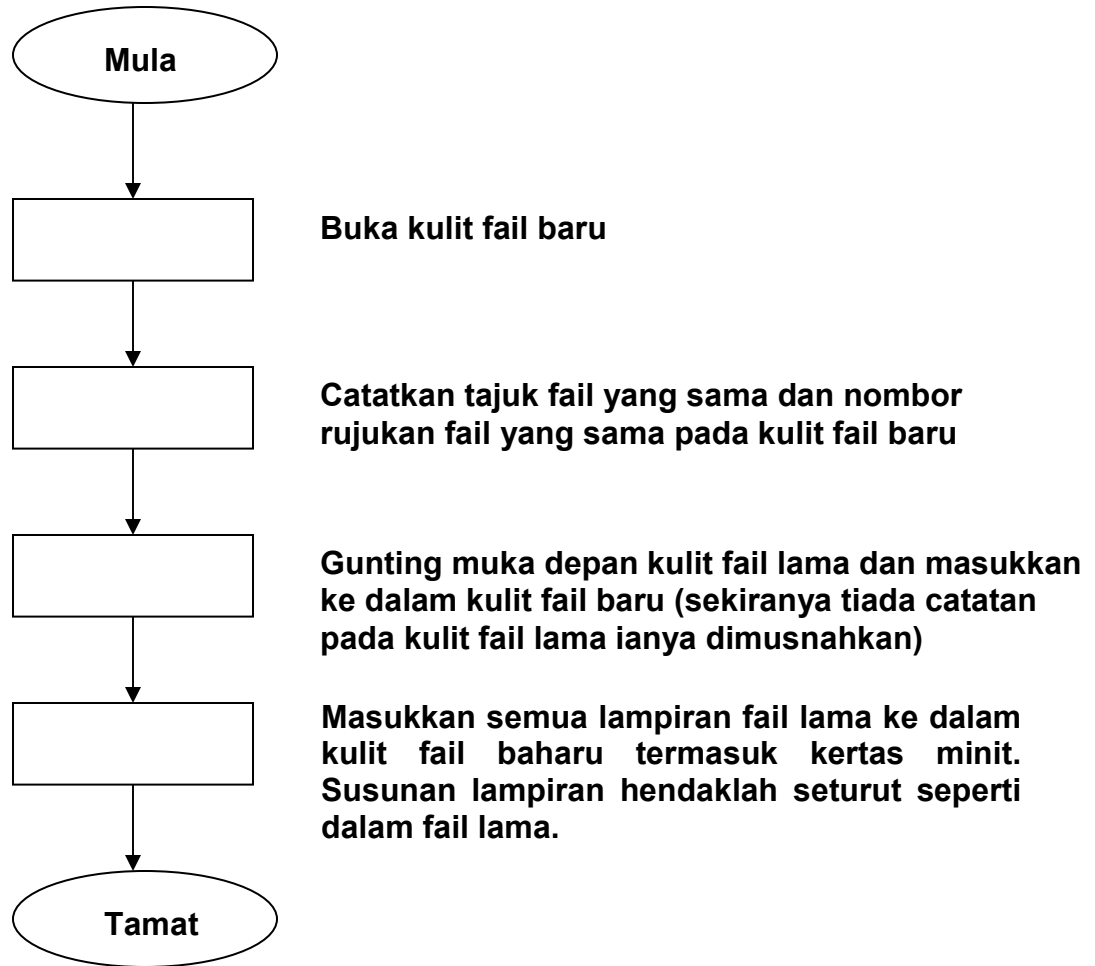 Mula
Buka kulit fail baru
Catatkan tajuk fail yang sama dan nombor
rujukan fail yang sama pada kulit fail baru
Gunting muka depan kulit fail lama dan masukkan
ke dalam kulit fail baru (sekiranya tiada catatan
pada kulit fail lama ianya dimusnahkan)
Masukkan semua lampiran fail lama ke dalam
kulit fail baharu termasuk kertas minit.
Susunan lampiran hendaklah seturut seperti
dalam fail lama.
Tamat